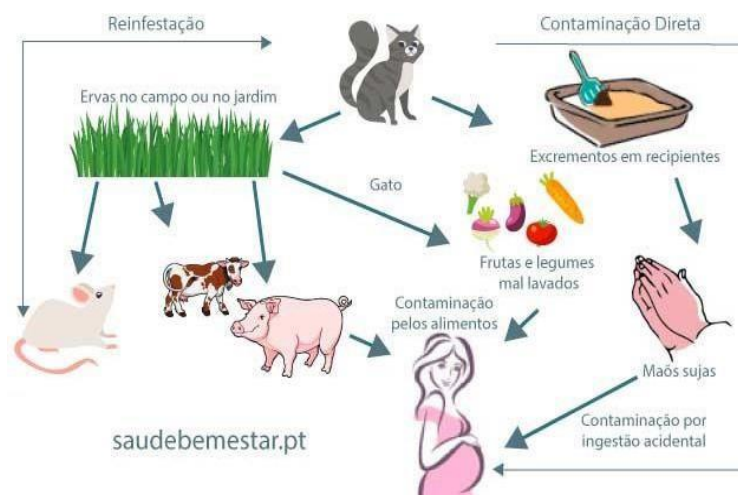 Reinfestação
Contaminação Direta
Ervas no campo ou no jardim
Excrementos em recipientes
Gato
Frutas e legumes
mal lavados
Contaminação
pelos alimentos
Maõs sujas
Contaminação por
ingestão acidental
saudebemestar.pt